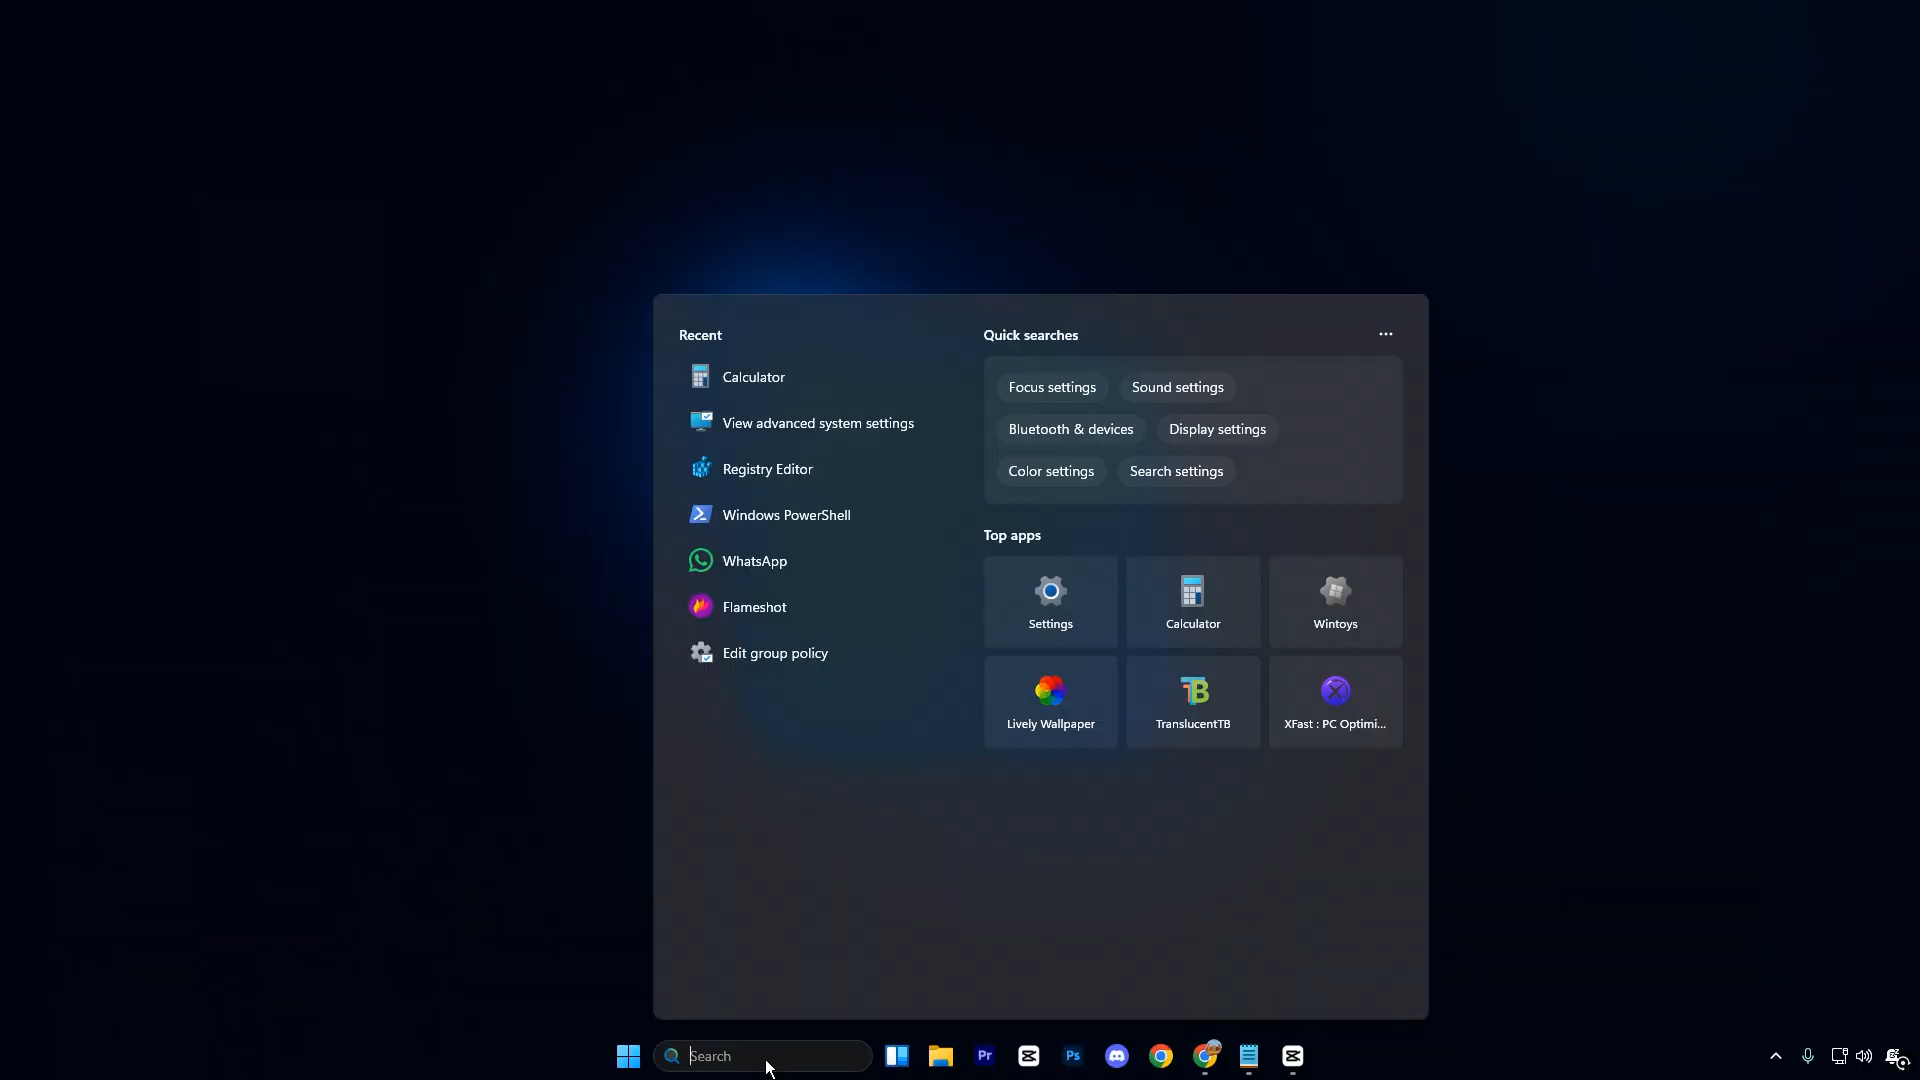 Recent
Calculator
View advanced system settings
Registry Editor
Windows PowerShell
WhatsApp
Flameshot
Edit group policy
Quick searches
Focus settings
Sound settings
Bluetooth & devices
Display settings
Color settings
Search settings
Top apps
Settings
Calculator
Wintoys
Lively Wallpaper
TranslucentTB
XFast : PC Optimi...
Search
Pr
Ps